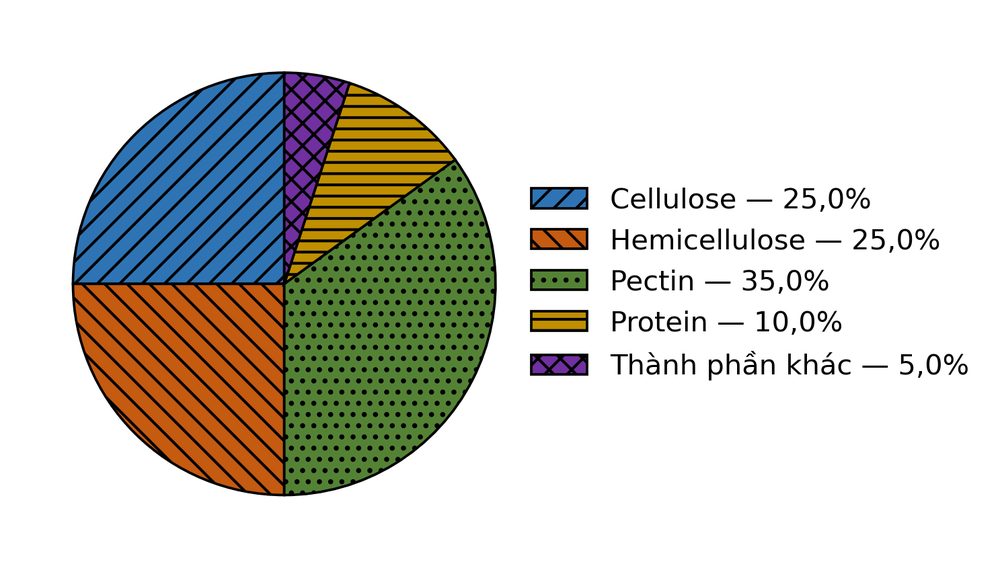 Cellulose — 25,0%
Hemicellulose — 25,0%
Pectin — 35,0%
Protein — 10,0%
Thành phần khác — 5,0%